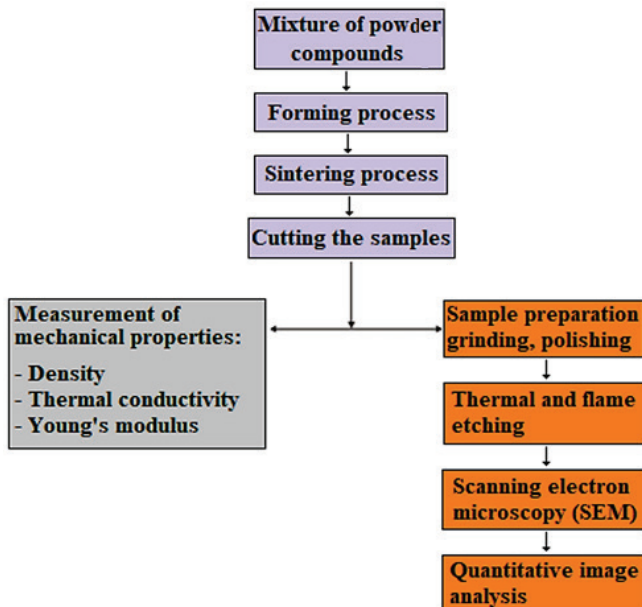 Mixture of powder
compounds
Forming process
Sintering process
Cutting the samples
Measurement of
mechanical properties:
- Density
- Thermal conductivity
- Young's modulus
Sample preparation
grinding, polishing
Thermal and flame
etching
Scanning electron
microscopy (SEM)
Quantitative image
analysis